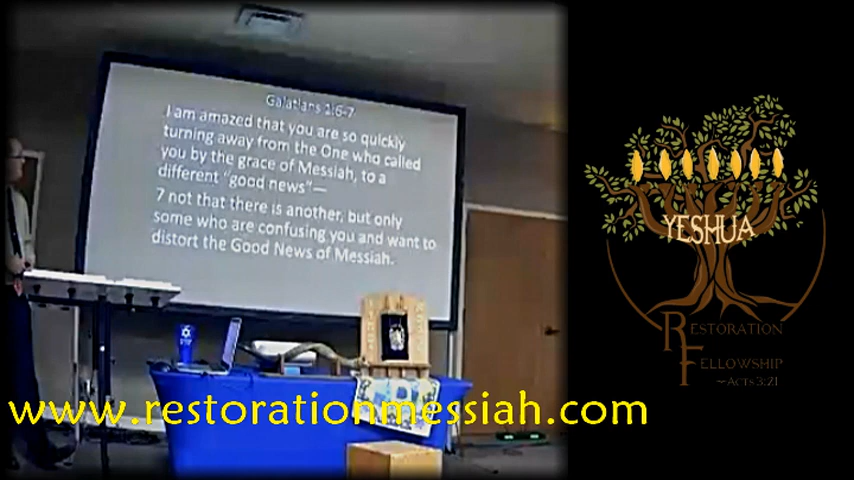 Galatians 1:6-7
I am amazed that you are so quickly
turning away from the One who called
you by the grace of Messiah, to a
different "good news"—
7 not that there is another, but only
some who are confusing you and want to
distort the Good News of Messiah.
YESHUA
RESTORATION
FELLOWSHIP
~ACTS 3:21
www.restorationmessiah.com